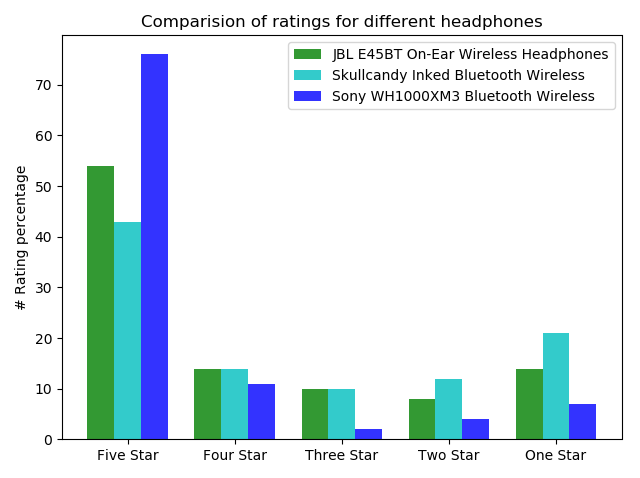 Comparision of ratings for different headphones
JBL E45BT On-Ear Wireless Headphones
Skullcandy Inked Bluetooth Wireless
Sony WH1000XM3 Bluetooth Wireless
# Rating percentage
70
60
50
40
30
20
10
0
Five Star
Four Star
Three Star
Two Star
One Star